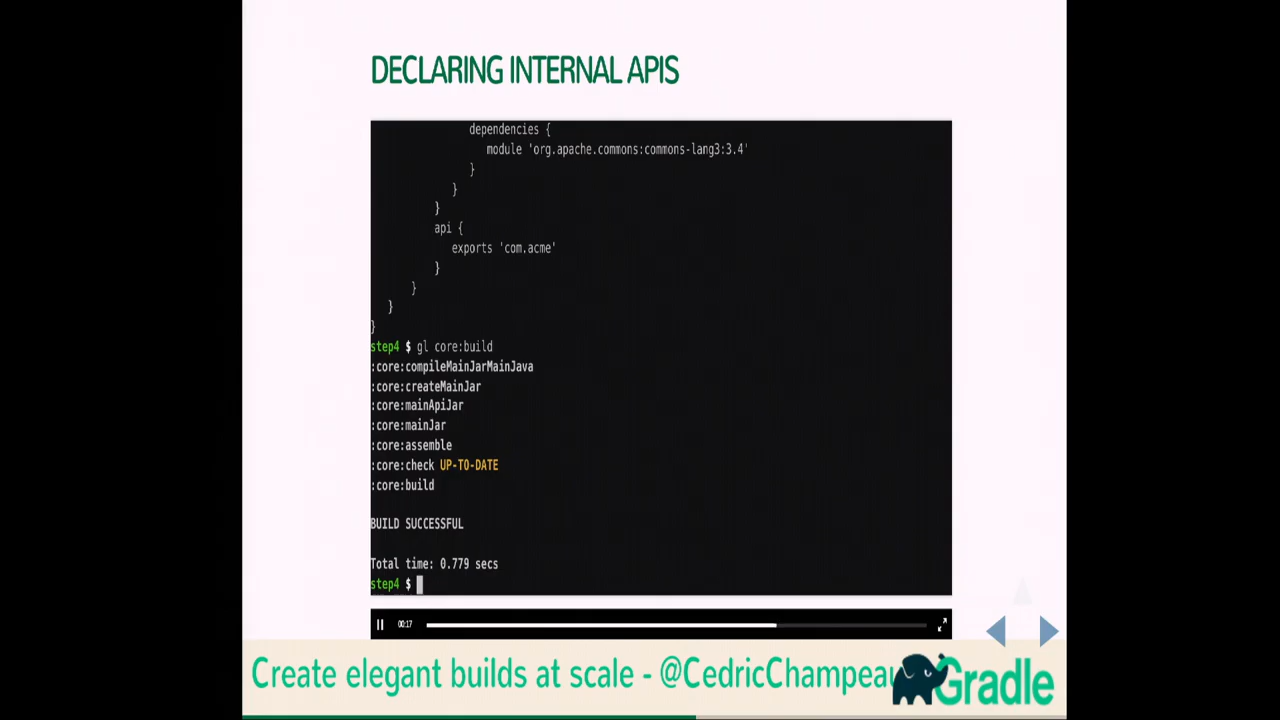 DECLARING INTERNAL APIS
dependencies {
module 'org.apache.commons:commons-lang3:3.4'
}
}
}
api {
exports 'com.acme'
}
}
}
}
step4 $ gl core:build
:core:compileMainJarMainJava
:core:createMainJar
:core:mainApiJar
:core:mainJar
:core:assemble
:core:check UP-TO-DATE
:core:build
BUILD SUCCESSFUL
Total time: 0.779 secs
step4 $
00:17
Create elegant builds at scale - @CedricChampeau
Gradle